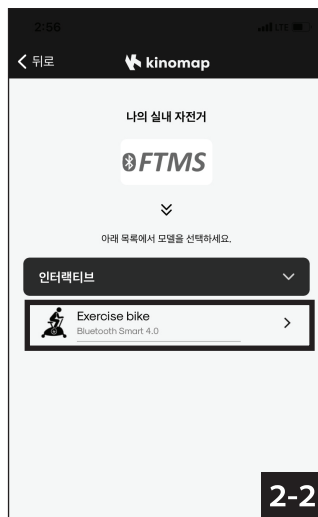 2:56
LTE
뒤로
kinomap
나의 실내 자전거
FTMS
아래 목록에서 모델을 선택하세요.
인터랙티브
Exercise bike
Bluetooth Smart 4.0
2-2